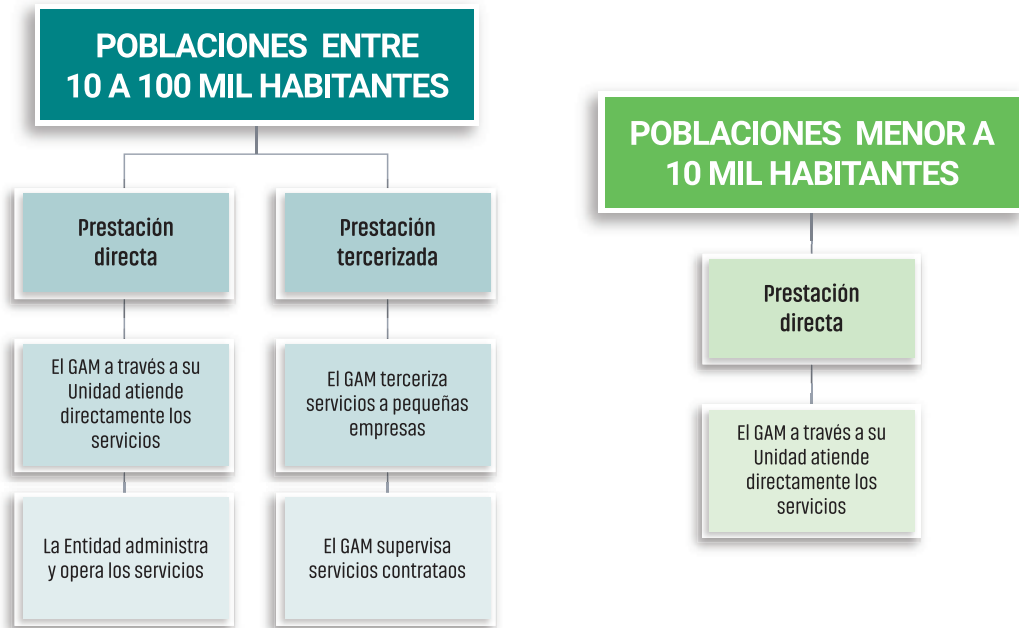 POBLACIONES ENTRE
10 A 100 MIL HABITANTES
Prestación
directa
El GAM a través a su
Unidad atiende
directamente los
servicios
La Entidad administra
y opera los servicios
Prestación
tercerizada
El GAM terceriza
servicios a pequeñas
empresas
El GAM supervisa
servicios contrataos
POBLACIONES MENOR A
10 MIL HABITANTES
Prestación
directa
El GAM a través a su
Unidad atiende
directamente los
servicios